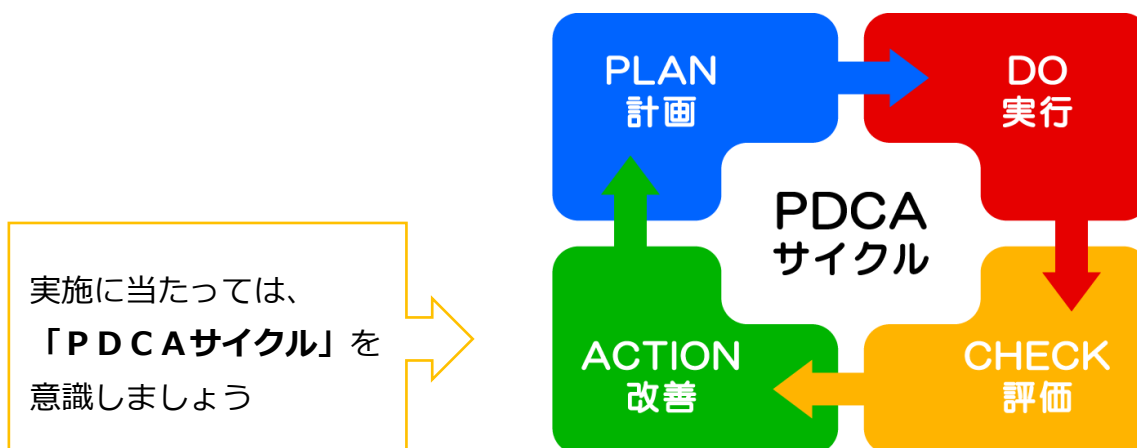 PLAN
計画
DO
実行
PDCA
サイクル
実施に当たっては、
「ＰＤＣＡサイクル」を
意識しましょう
ACTION
改善
CHECK
評価